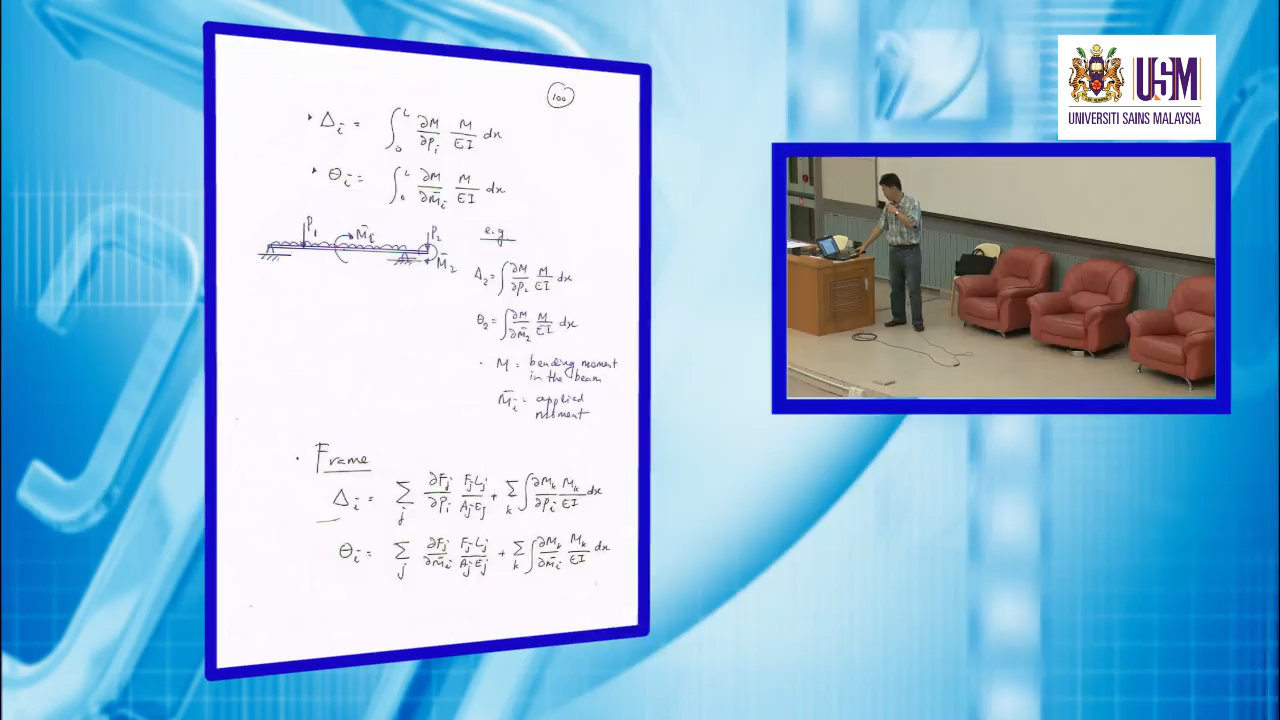 100
• Δi = ∫₀ᴸ ∂M/∂Pi M/EI dx
• θi = ∫₀ᴸ ∂M/∂M̄i M/EI dx
P1 M̄i P2 M̄2
e.g
Δ2 = ∫ ∂M/∂Pi M/EI dx
θ2 = ∫ ∂M/∂M̄2 M/EI dx
· M = bending moment
in the beam
M̄i = applied
moment
• Frame
Δi = Σj ∂Fj/∂Pi FjLj/AjEj + Σk ∫ ∂Mk/∂Pi Mk/EI dx
θi = Σj ∂Fj/∂M̄i FjLj/AjEj + Σk ∫ ∂Mk/∂M̄i Mk/EI dx
USM
UNIVERSITI SAINS MALAYSIA